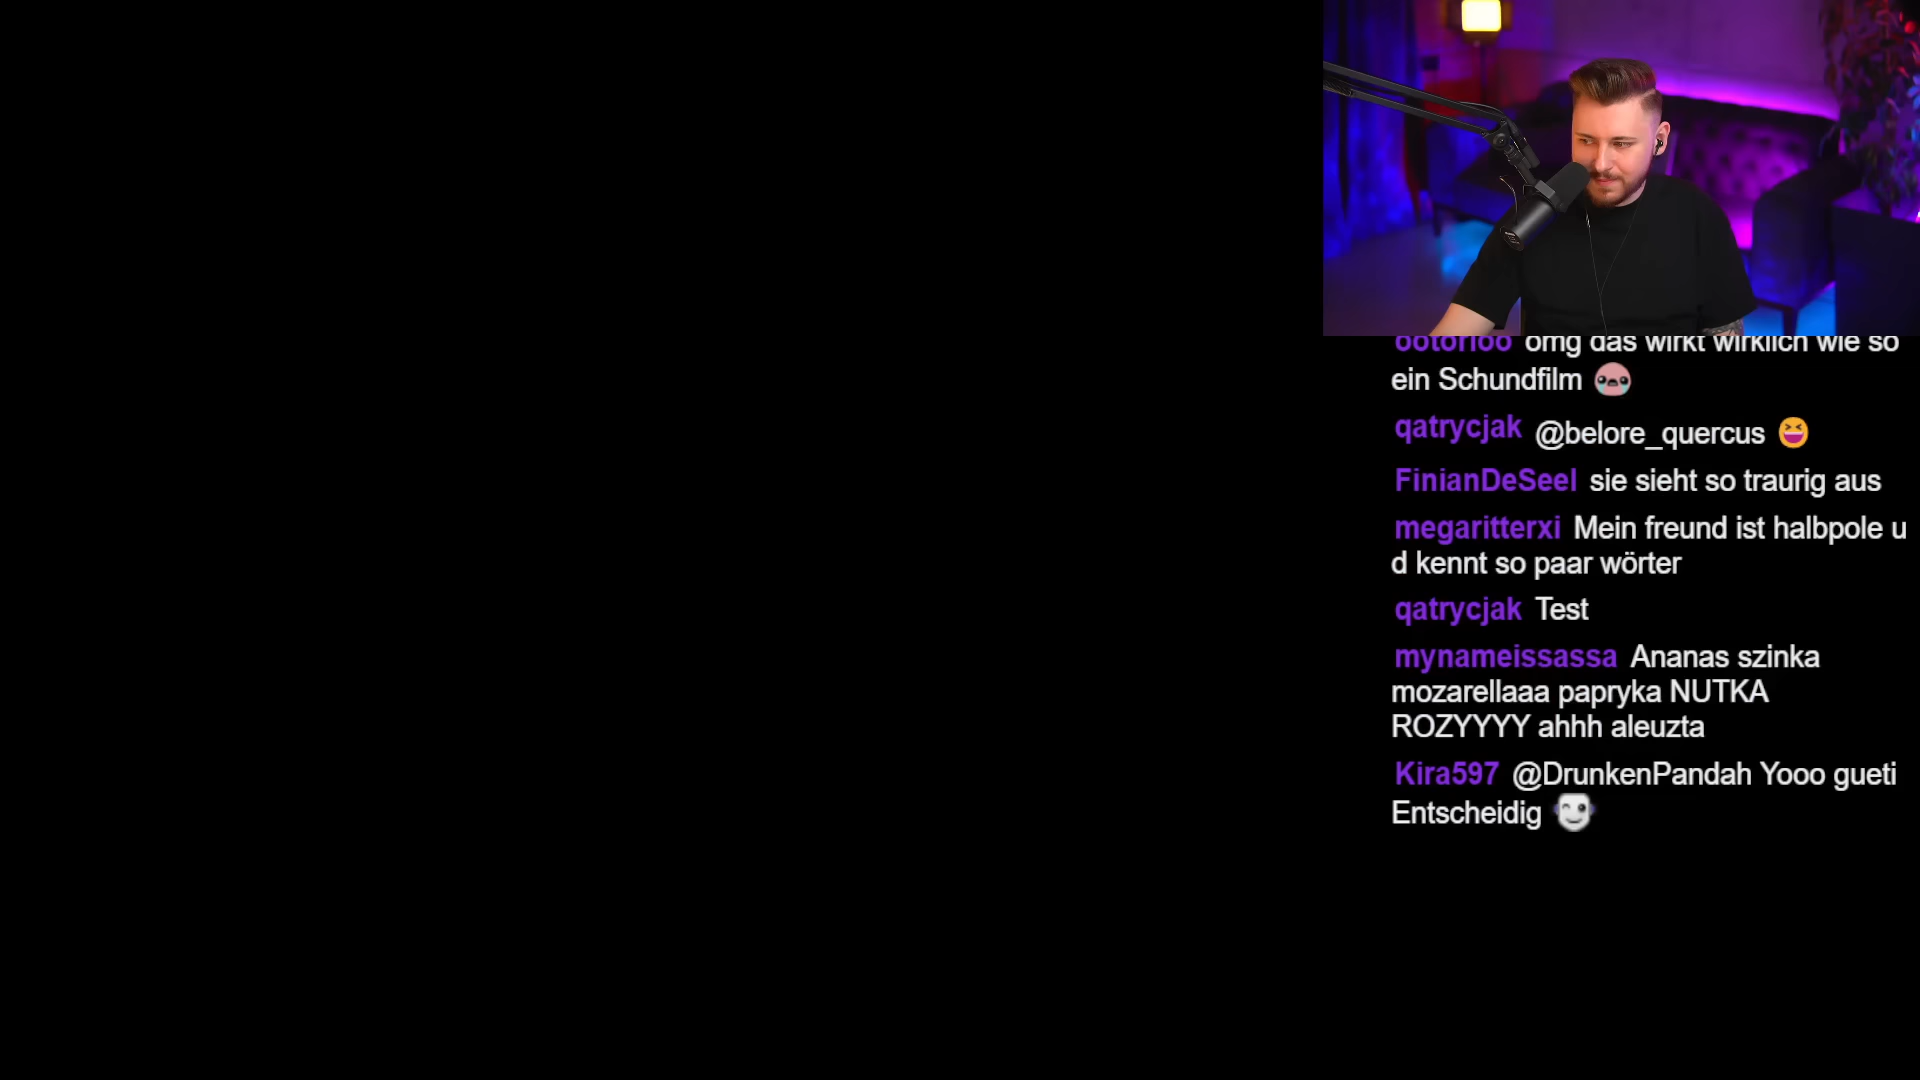 ootorioo omg das wirkt wirklich wie so
ein Schundfilm
qatrycjak @belore_quercus
FinianDeSeel sie sieht so traurig aus
megaritterxi Mein freund ist halbpole u
d kennt so paar wörter
qatrycjak Test
mynameissassa Ananas szinka
mozarellaaa papryka NUTKA
ROZYYYY ahhh aleuzta
Kira597 @DrunkenPandah Yooo gueti
Entscheidig